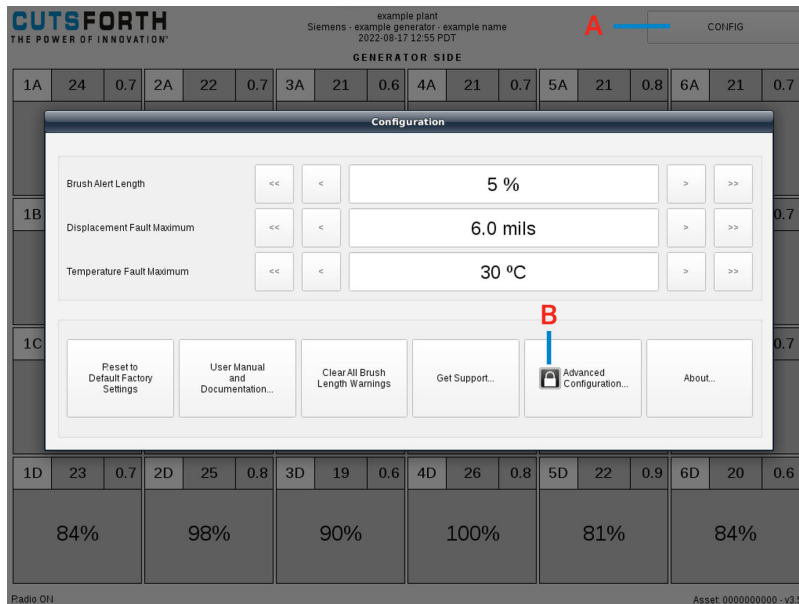 CUTSFORTH
THE POWER OF INNOVATION
example plant
Siemens - example generator - example name
2022-08-17 12:55 PDT
A
CONFIG
GENERATOR SIDE
1A 24 0.7 2A 22 0.7 3A 21 0.6 4A 21 0.7 5A 21 0.8 6A 21 0.7
Configuration
Brush Alert Length << < 5 % > >>
1B 0.7
Displacement Fault Maximum << < 6.0 mils > >>
Temperature Fault Maximum << < 30 ºC > >>
B
1C 0.7
Reset to
Default Factory
Settings
User Manual
and
Documentation...
Clear All Brush
Length Warnings
Get Support...
Advanced
Configuration...
About...
1D 23 0.7 2D 25 0.8 3D 19 0.6 4D 26 0.8 5D 22 0.9 6D 20 0.6
84% 98% 90% 100% 81% 84%
Radio ON
Asset: 0000000000 - v3.9